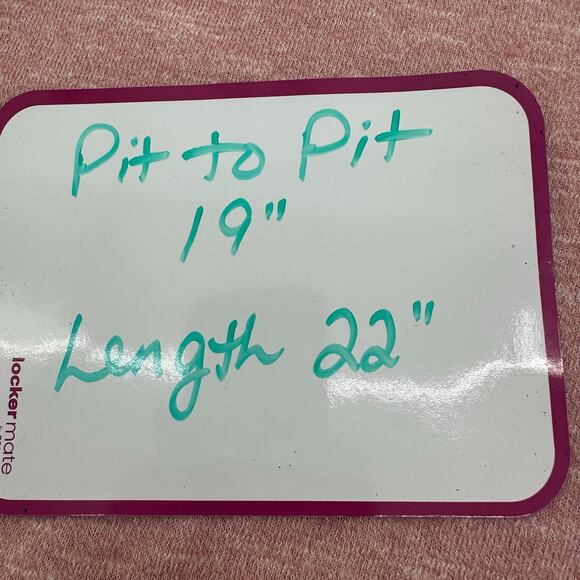 Pit to Pit
19"
Length 22"
lockermate